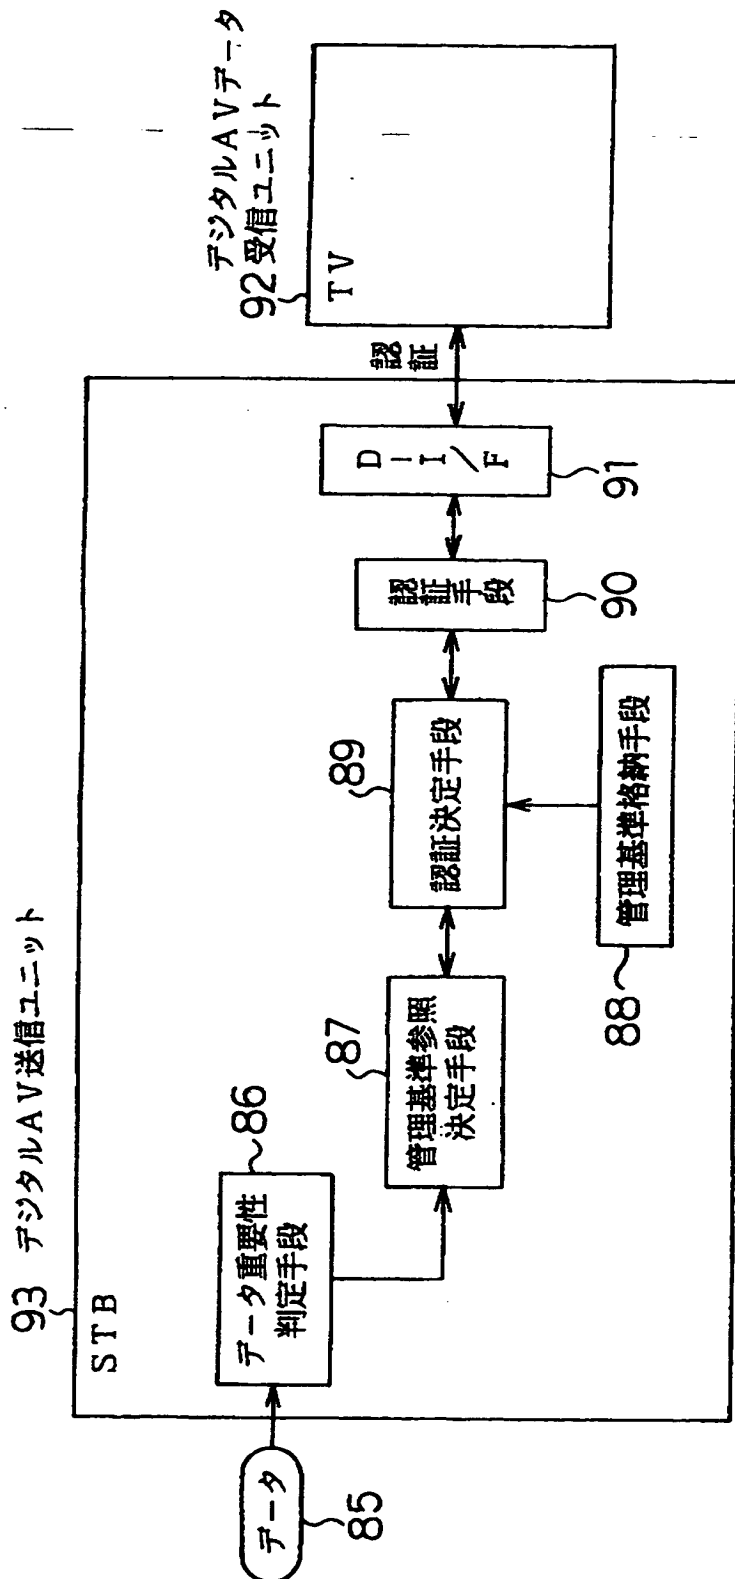 93 デジタルAV送信ユニット
STB
データ
85
データ重要性
判定手段
86
管理基準参照
決定手段
87
管理基準格納手段
88
認証決定手段
89
認証手段
90
D-I I/F
91
認証
デジタルAVデータ
92 受信ユニット
TV